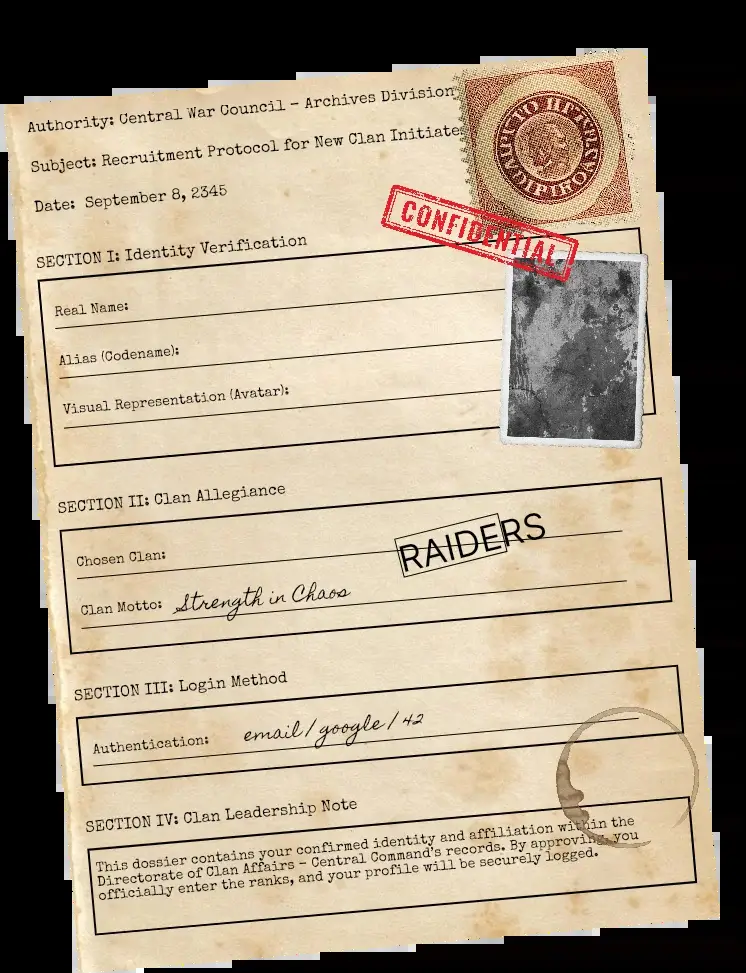 Authority: Central War Council – Archives Division
Subject: Recruitment Protocol for New Clan Initiates
Date: September 8, 2345
CONFIDENTIAL
SECTION I: Identity Verification
Real Name:
Alias (Codename):
Visual Representation (Avatar):
SECTION II: Clan Allegiance
Chosen Clan:
RAIDERS
Clan Motto: Strength in Chaos
SECTION III: Login Method
Authentication: email / google / 42
SECTION IV: Clan Leadership Note
This dossier contains your confirmed identity and affiliation within the
Directorate of Clan Affairs – Central Command's records. By approving, you
officially enter the ranks, and your profile will be securely logged.